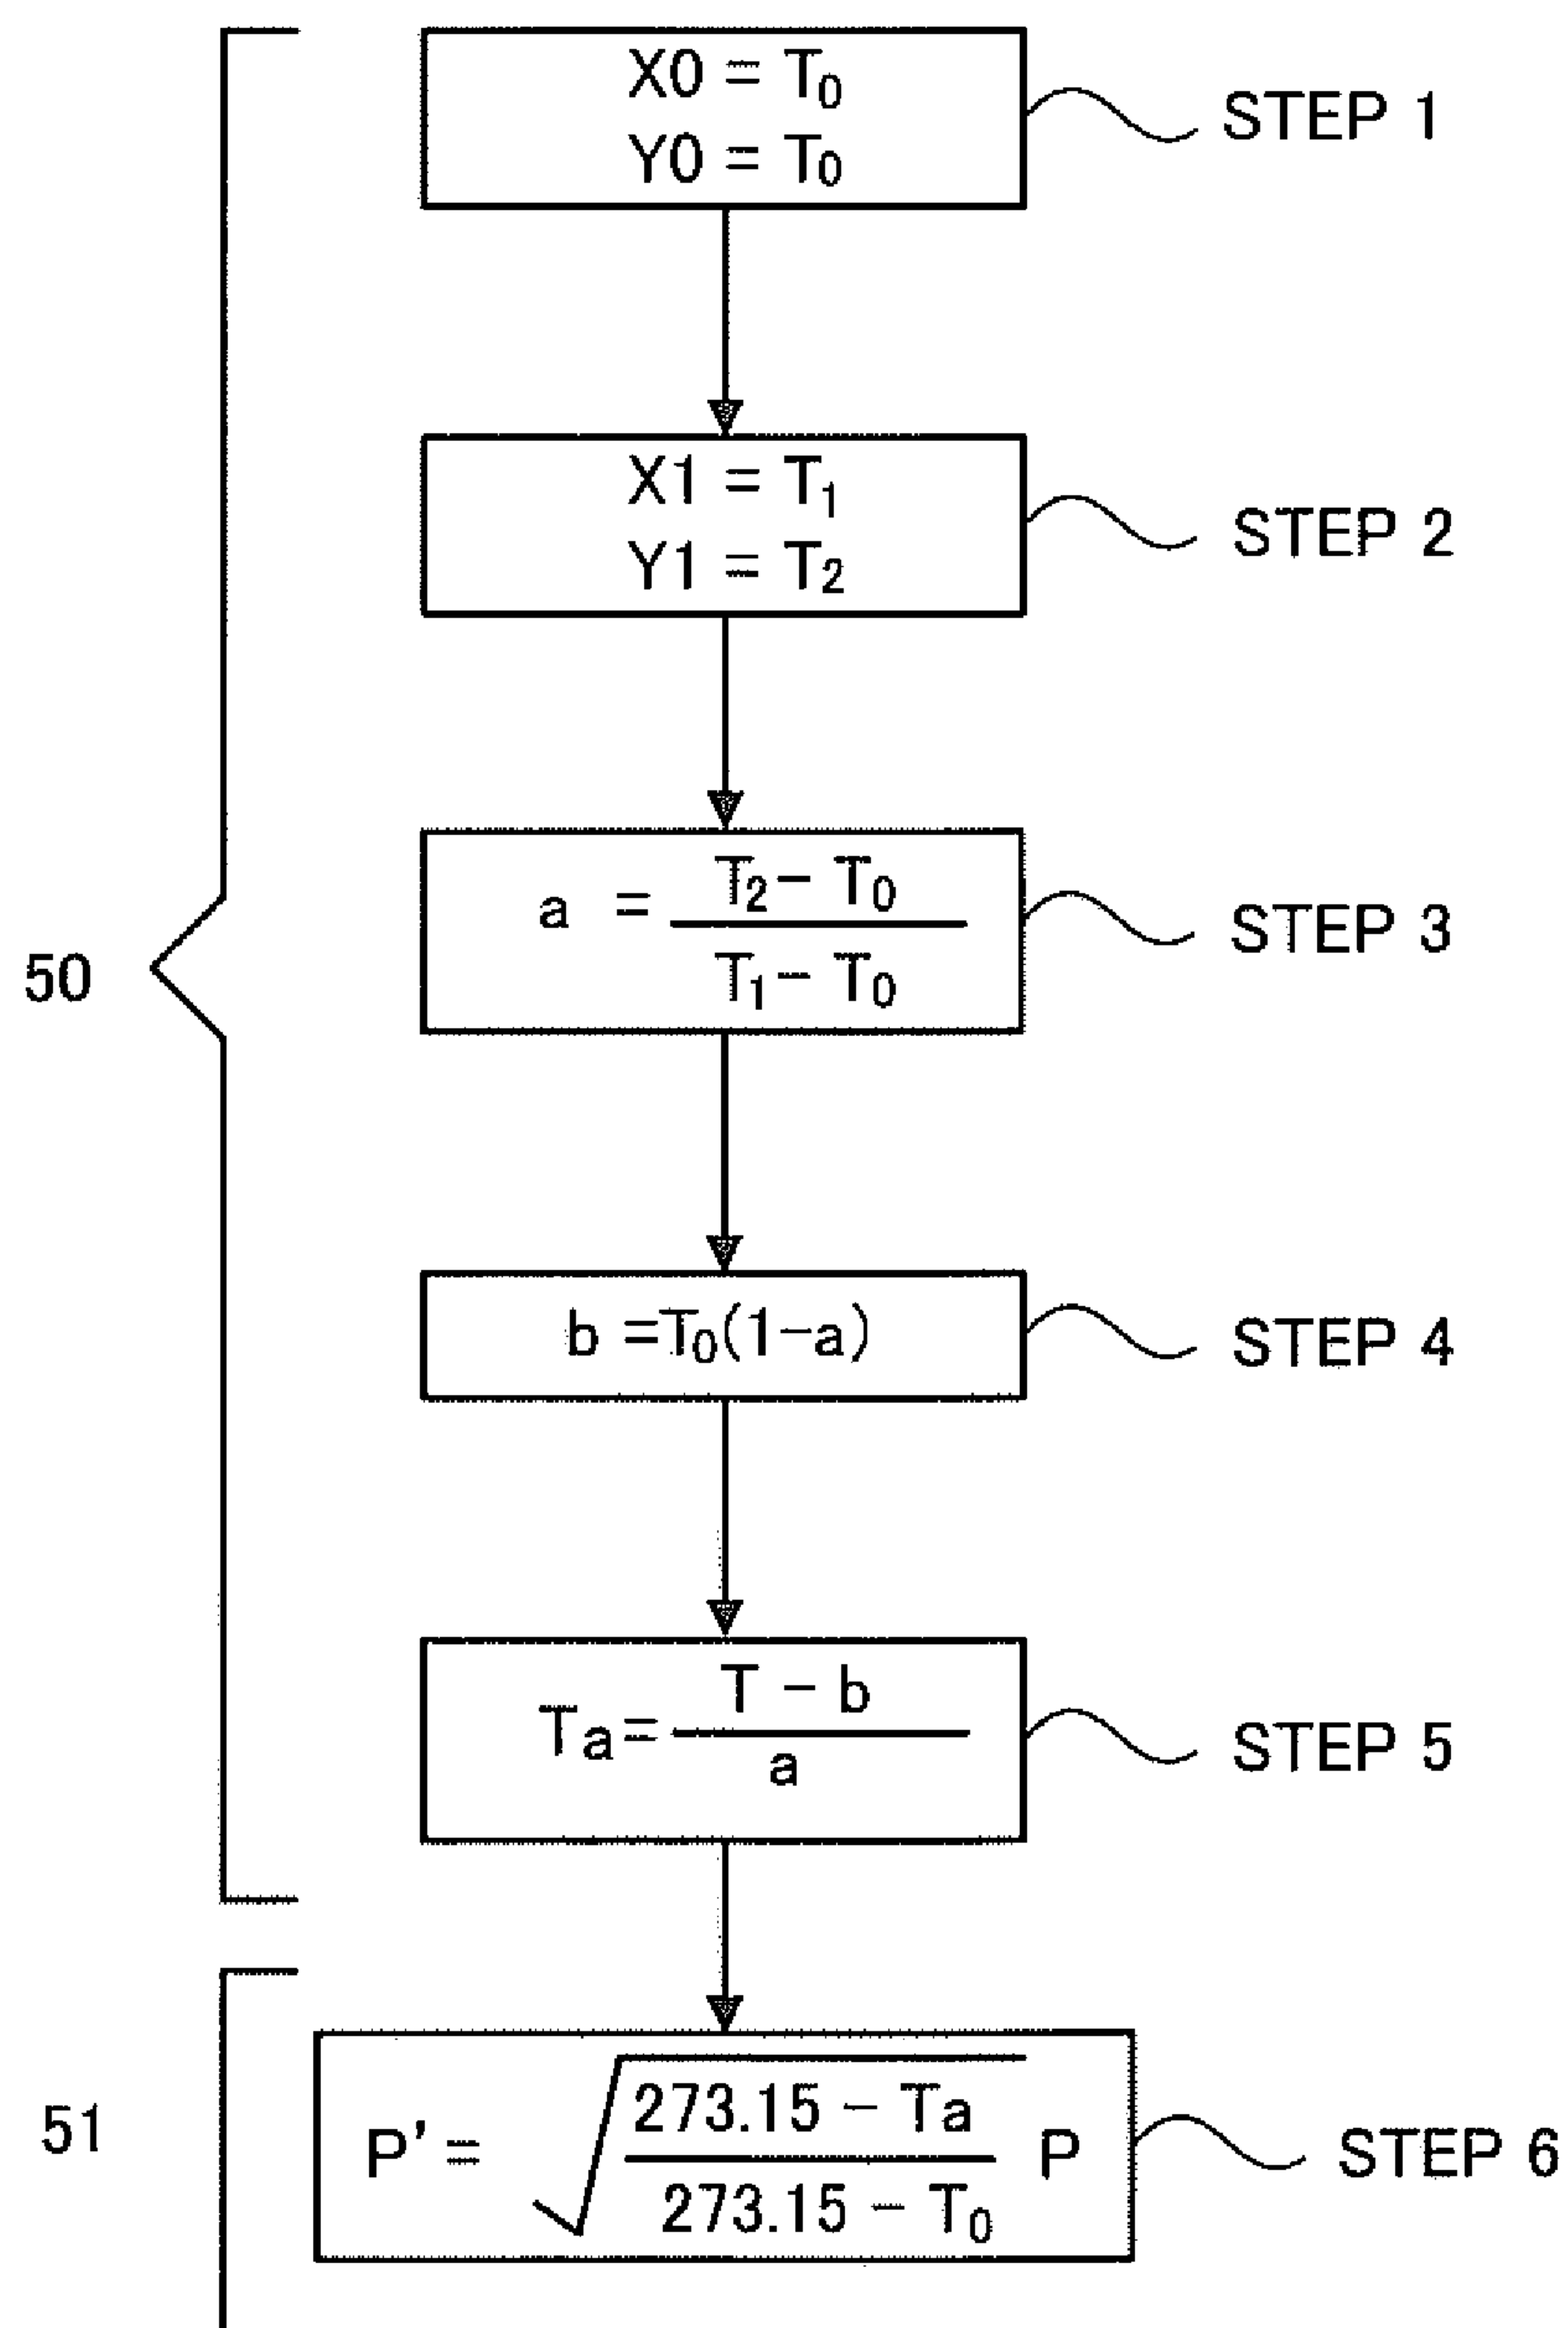 X0 = T₀
Y0 = T₀
STEP 1
X1 = T₁
Y1 = T₂
STEP 2
a = (T₂ − T₀) / (T₁ − T₀)
STEP 3
50
b =T₀(1−a)
STEP 4
Ta= (T − b) / a
STEP 5
51
P' = √((273.15 − Ta) / (273.15 − T₀)) P
STEP 6